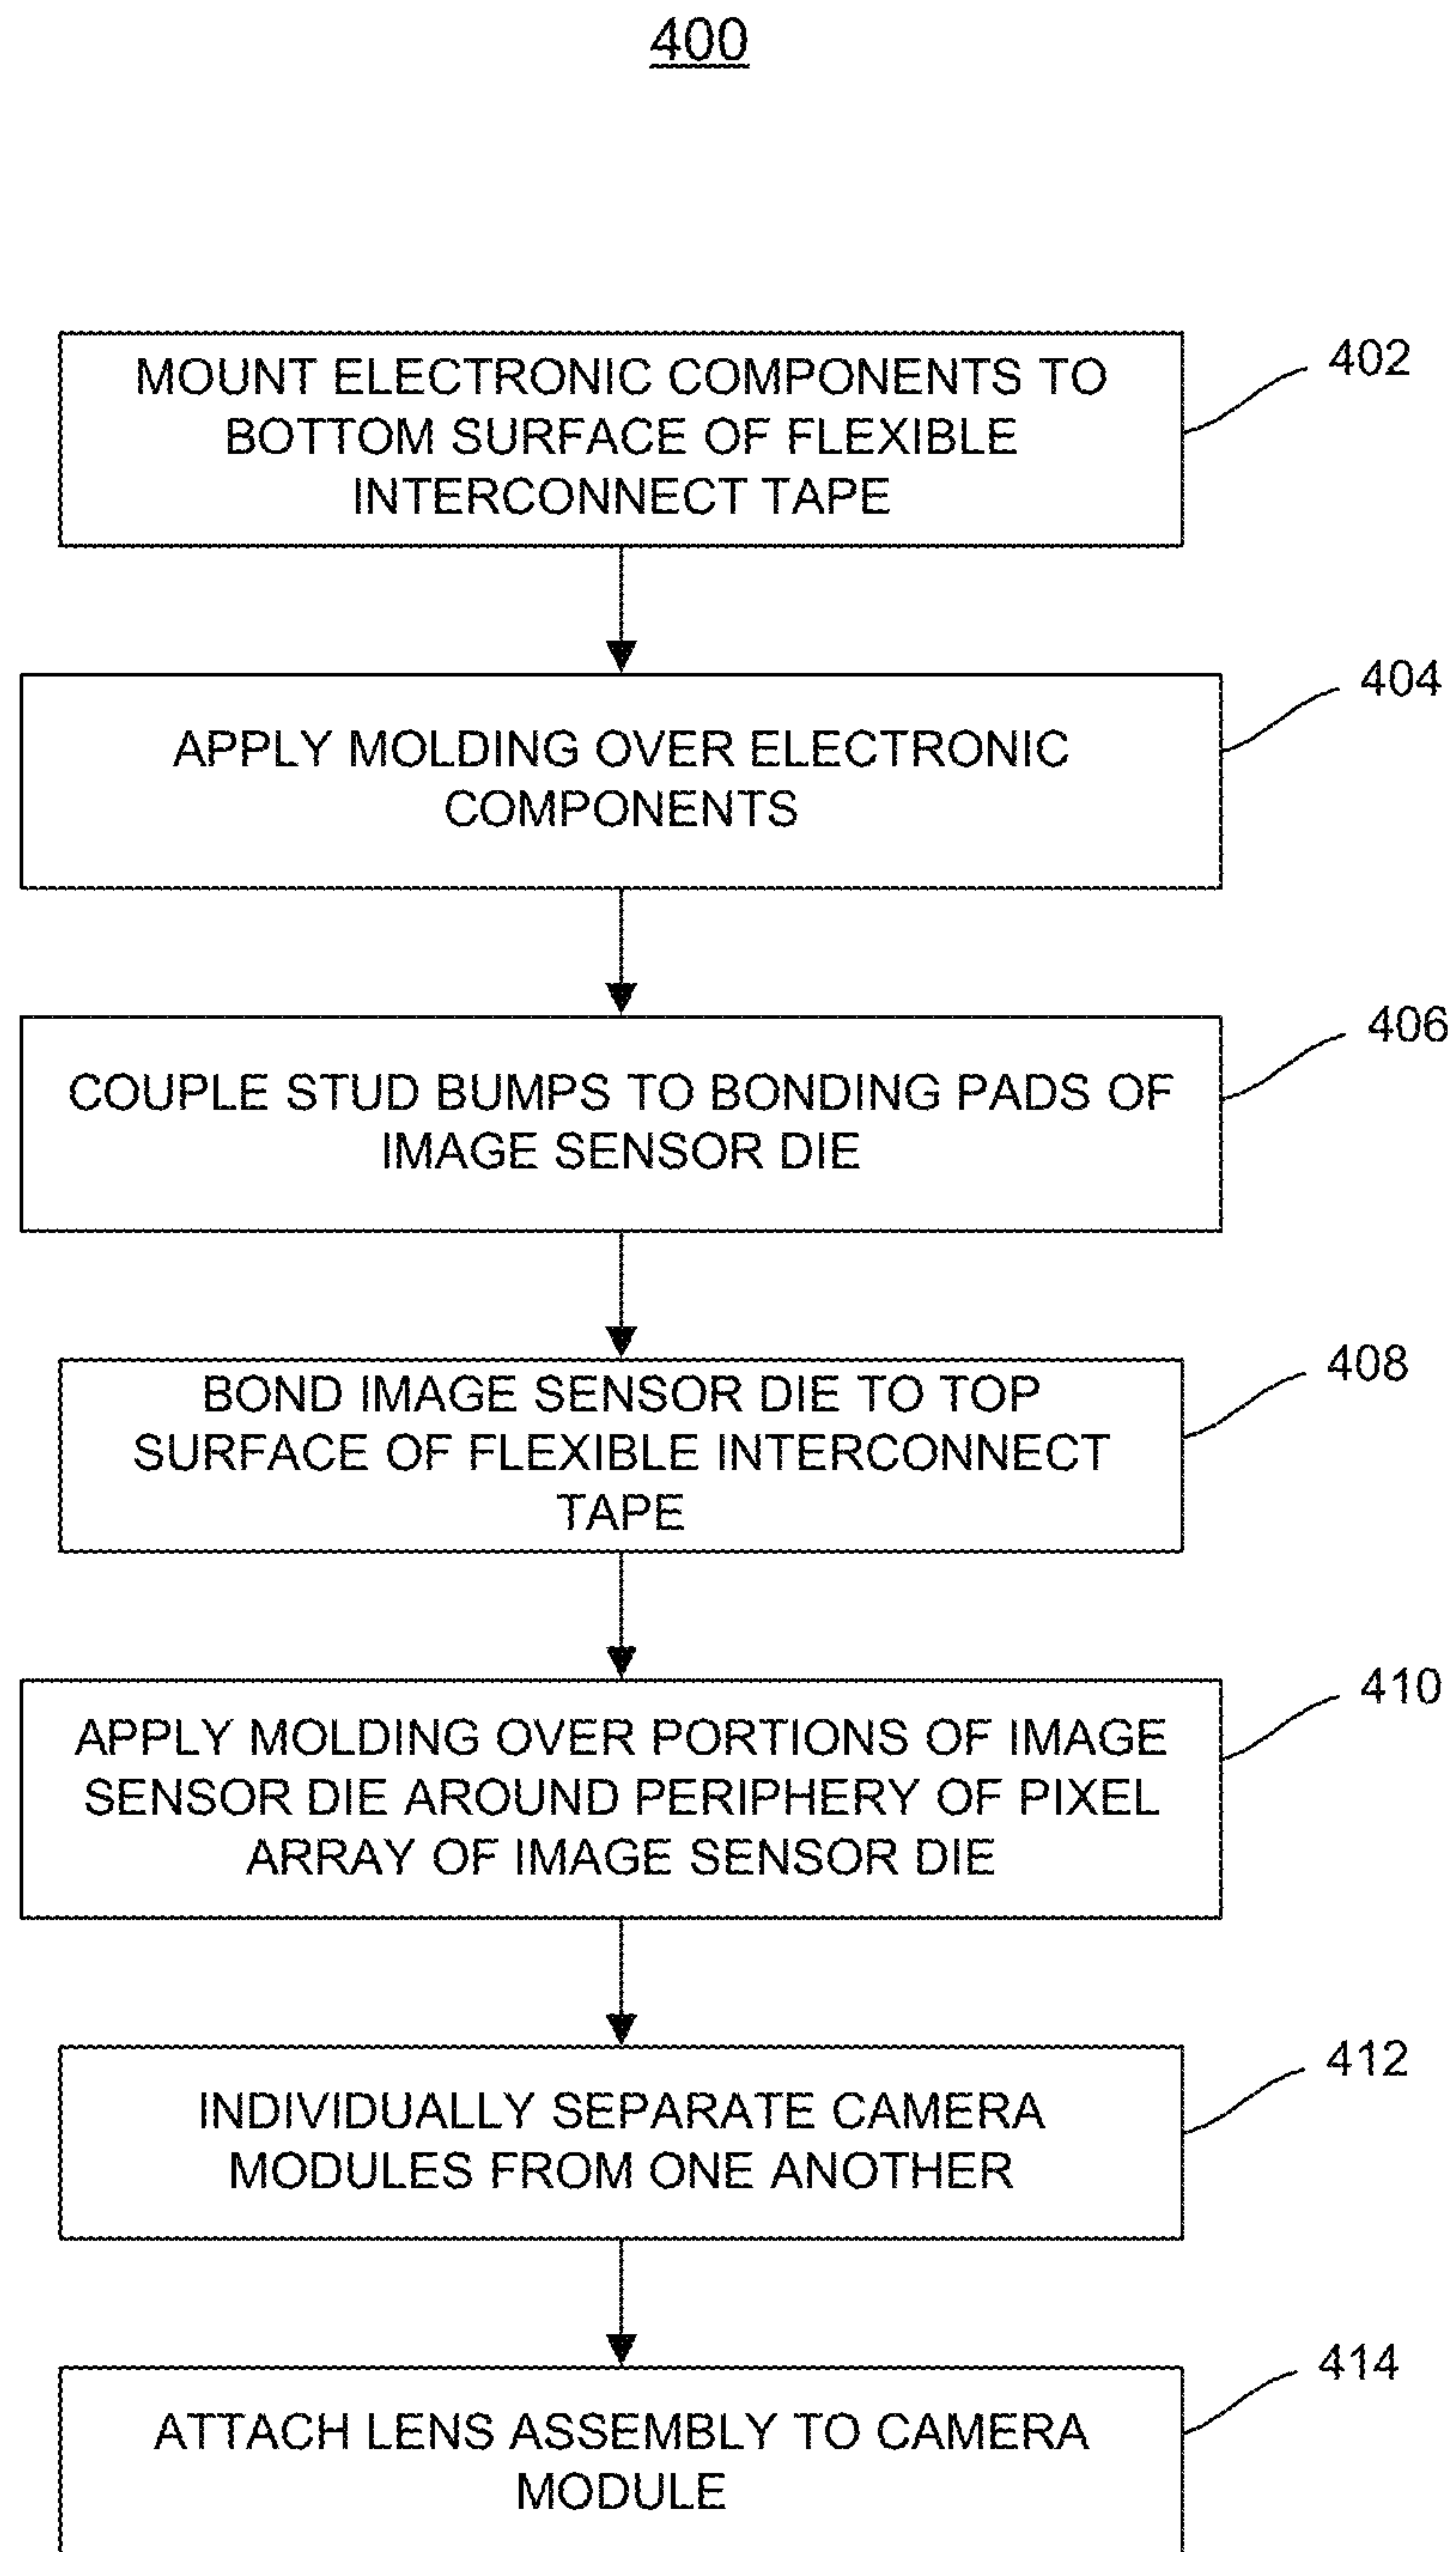 400
MOUNT ELECTRONIC COMPONENTS TO
BOTTOM SURFACE OF FLEXIBLE
INTERCONNECT TAPE
402
APPLY MOLDING OVER ELECTRONIC
COMPONENTS
404
COUPLE STUD BUMPS TO BONDING PADS OF
IMAGE SENSOR DIE
406
BOND IMAGE SENSOR DIE TO TOP
SURFACE OF FLEXIBLE INTERCONNECT
TAPE
408
APPLY MOLDING OVER PORTIONS OF IMAGE
SENSOR DIE AROUND PERIPHERY OF PIXEL
ARRAY OF IMAGE SENSOR DIE
410
INDIVIDUALLY SEPARATE CAMERA
MODULES FROM ONE ANOTHER
412
ATTACH LENS ASSEMBLY TO CAMERA
MODULE
414